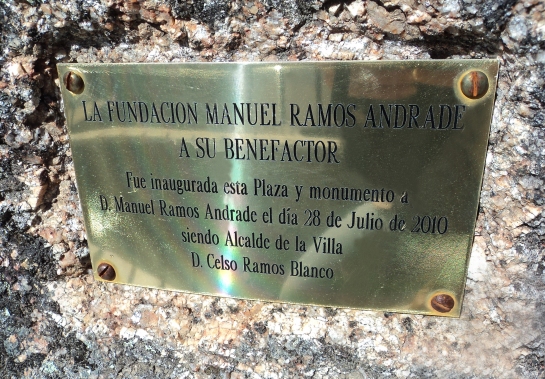 LA FUNDACION MANUEL RAMOS ANDRADE
A SU BENEFACTOR
Fue inaugurada esta Plaza y monumento a
D. Manuel Ramos Andrade el día 28 de Julio de 2010
siendo Alcalde de la Villa
D. Celso Ramos Blanco